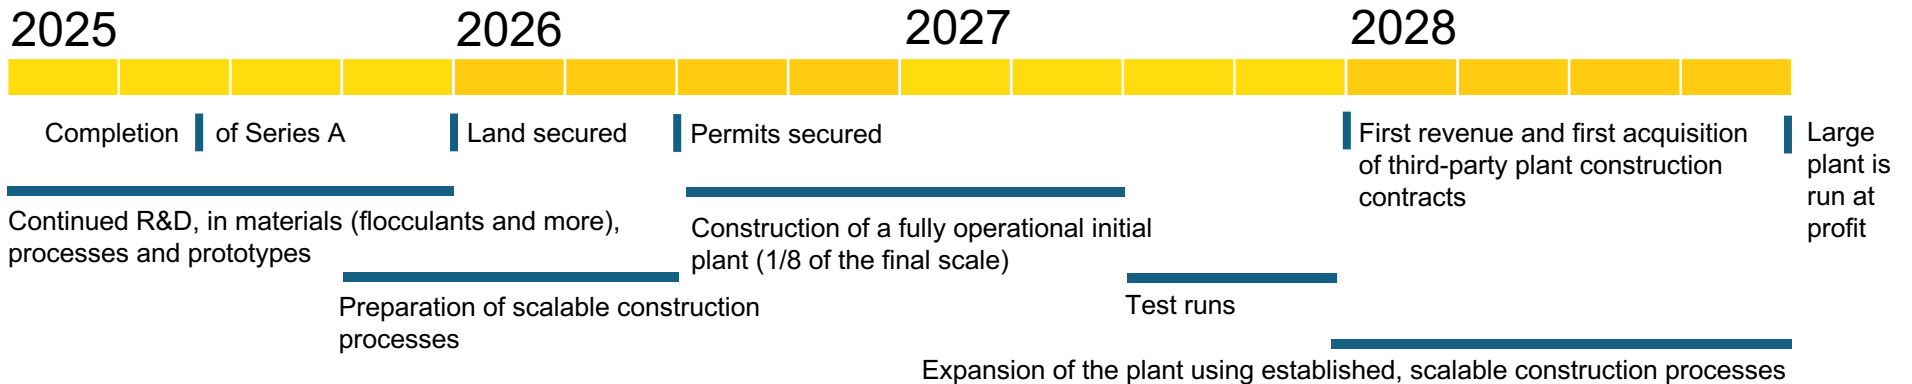 2025
2026
2027
2028
Completion of Series A
Land secured
Permits secured
First revenue and first acquisition
of third-party plant construction
contracts
Large
plant is
run at
profit
Continued R&D, in materials (flocculants and more),
processes and prototypes
Construction of a fully operational initial
plant (1/8 of the final scale)
Preparation of scalable construction
processes
Test runs
Expansion of the plant using established, scalable construction processes